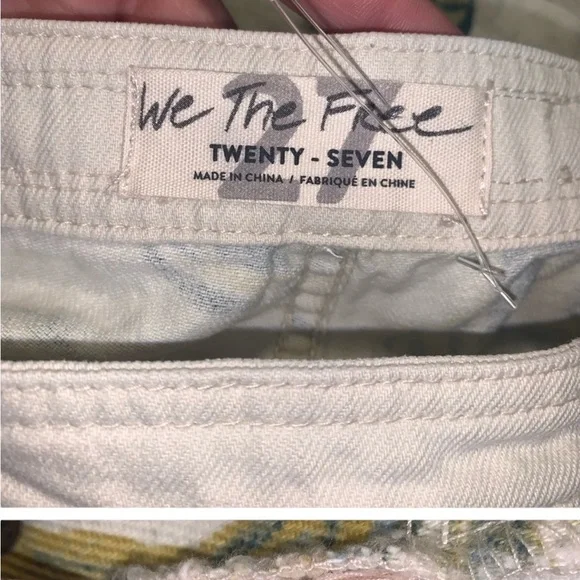 27
We The Free
TWENTY - SEVEN
MADE IN CHINA / FABRIQUÉ EN CHINE